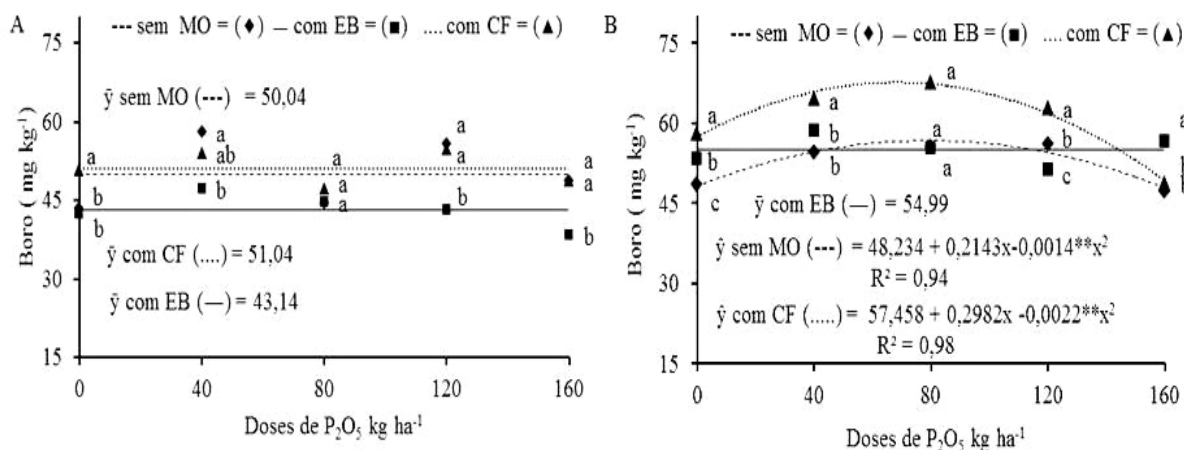 A
--- sem MO = (♦) — com EB = (■) .... com CF = (▲)
75
60
45
30
15
Boro ( mg kg⁻¹)
ȳ sem MO (---) = 50,04
a
a
a
a
a
a
ab
a
a
a
b
b
b
a
b
b
ȳ com CF (....) = 51,04
ȳ com EB (—) = 43,14
0 40 80 120 160
Doses de P₂O₅ kg ha⁻¹
B
--- sem MO = (♦) — com EB = (■) .... com CF = (▲)
75
60
45
30
15
Boro ( mg kg⁻¹)
a
a
a
a
a
b
b
a
b
b
b
a
c
b
c
ȳ com EB (—) = 54,99
ŷ sem MO (---) = 48,234 + 0,2143x-0,0014**x²
R² = 0,94
ŷ com CF (.....) = 57,458 + 0,2982x -0,0022**x²
R² = 0,98
0 40 80 120 160
Doses de P₂O₅ kg ha⁻¹